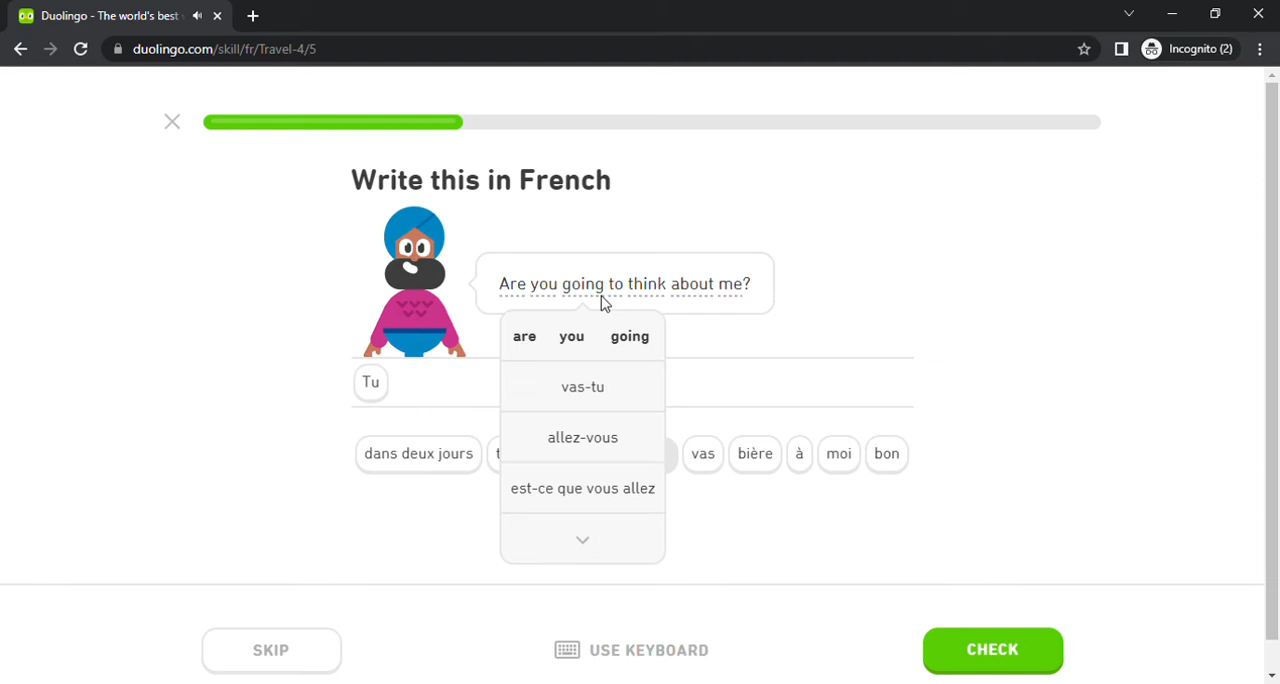 Duolingo - The world's best
duolingo.com/skill/fr/Travel-4/5
Incognito (2)
Write this in French
Are you going to think about me?
are you going
vas-tu
allez-vous
est-ce que vous allez
Tu
dans deux jours vas bière à moi bon
SKIP
USE KEYBOARD
CHECK